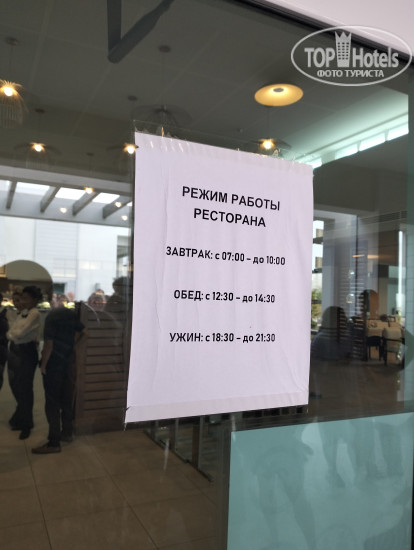 TOP Hotels
ФОТО ТУРИСТА
РЕЖИМ РАБОТЫ
РЕСТОРАНА
ЗАВТРАК: с 07:00 – до 10:00
ОБЕД: с 12:30 – до 14:30
УЖИН: с 18:30 – до 21:30